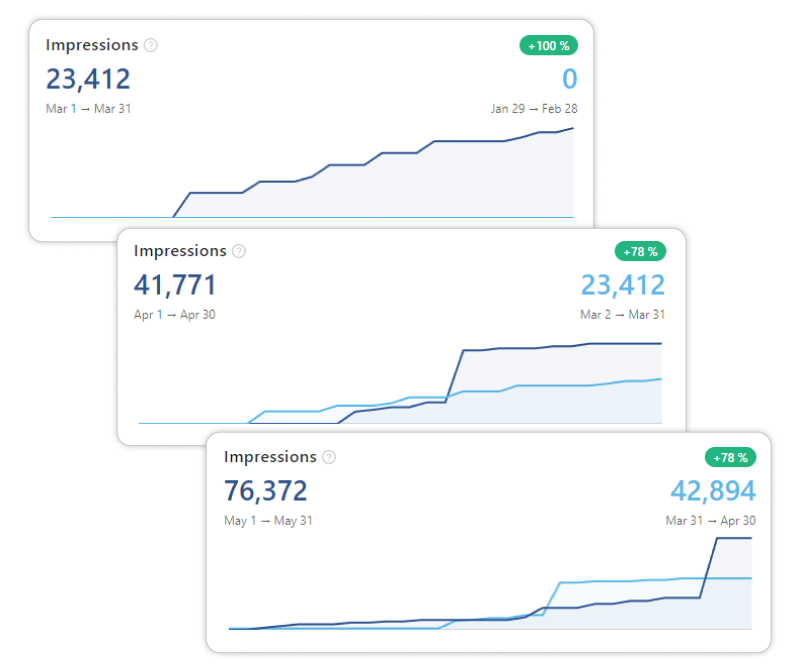 Impressions ? +100 %
23,412 0
Mar 1 → Mar 31 Jan 29 → Feb 28
Impressions ? +78 %
41,771 23,412
Apr 1 → Apr 30 Mar 2 → Mar 31
Impressions ? +78 %
76,372 42,894
May 1 → May 31 Mar 31 → Apr 30